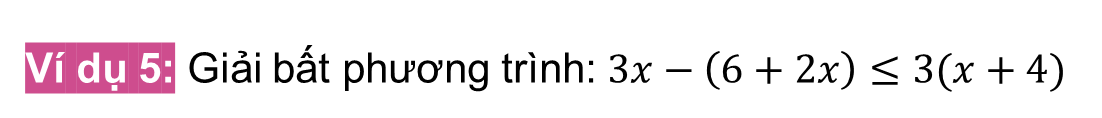 Ví dụ 5: Giải bất phương trình: 3𝑥 − (6 + 2𝑥) ≤ 3(𝑥 + 4)